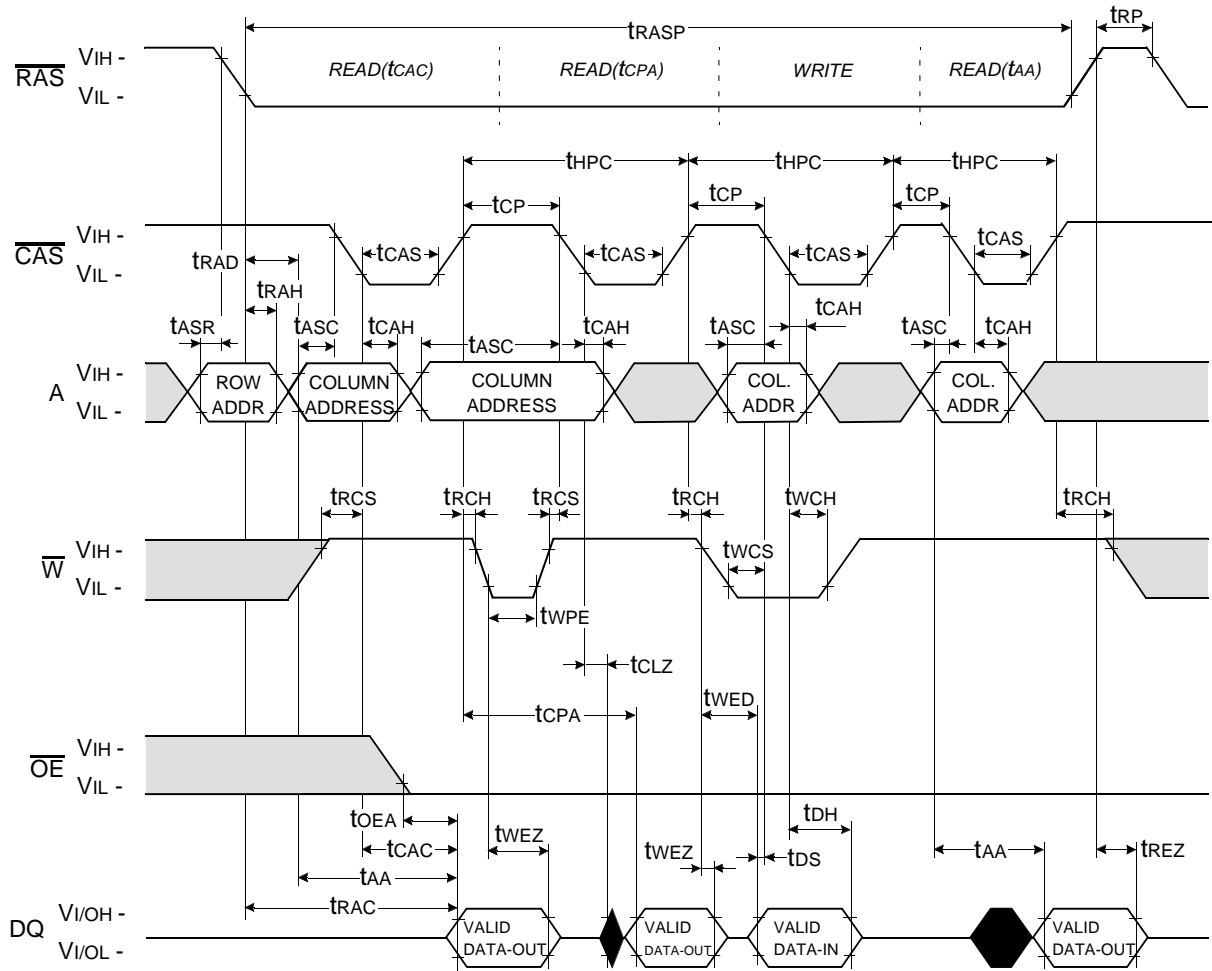 tRASP
tRP
VIH -
RAS
VIL -
READ(tCAC)
READ(tCPA)
WRITE
READ(tAA)
tHPC
tHPC
tHPC
tCP
tCP
tCP
VIH -
CAS
VIL -
tCAS
tCAS
tCAS
tCAS
tRAD
tRAH
tASR
tASC
tCAH
tASC
tCAH
tASC
tCAH
tASC
tCAH
VIH -
A
VIL -
ROW
ADDR
COLUMN
ADDRESS
COLUMN
ADDRESS
COL.
ADDR
COL.
ADDR
tRCS
tRCH
tRCS
tRCH
tWCH
tRCH
VIH -
W
VIL -
tWCS
tWPE
tCLZ
tCPA
tWED
VIH -
OE
VIL -
tOEA
tCAC
tAA
tRAC
tWEZ
tWEZ
tDH
tDS
tAA
tREZ
VI/OH -
DQ
VI/OL -
VALID
DATA-OUT
VALID
DATA-OUT
VALID
DATA-IN
VALID
DATA-OUT